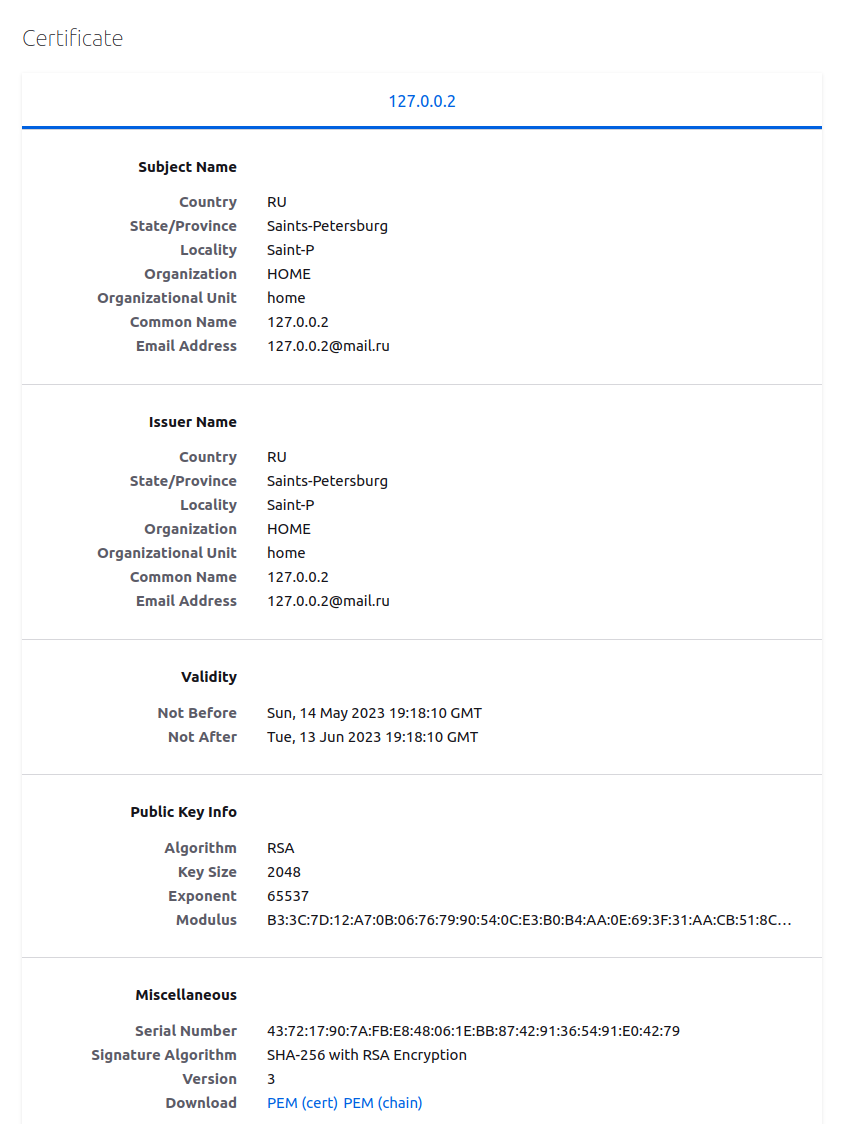 Certificate
127.0.0.2
Subject Name
Country RU
State/Province Saints-Petersburg
Locality Saint-P
Organization HOME
Organizational Unit home
Common Name 127.0.0.2
Email Address 127.0.0.2@mail.ru
Issuer Name
Country RU
State/Province Saints-Petersburg
Locality Saint-P
Organization HOME
Organizational Unit home
Common Name 127.0.0.2
Email Address 127.0.0.2@mail.ru
Validity
Not Before Sun, 14 May 2023 19:18:10 GMT
Not After Tue, 13 Jun 2023 19:18:10 GMT
Public Key Info
Algorithm RSA
Key Size 2048
Exponent 65537
Modulus B3:3C:7D:12:A7:0B:06:76:79:90:54:0C:E3:B0:B4:AA:0E:69:3F:31:AA:CB:51:8C…
Miscellaneous
Serial Number 43:72:17:90:7A:FB:E8:48:06:1E:BB:87:42:91:36:54:91:E0:42:79
Signature Algorithm SHA-256 with RSA Encryption
Version 3
Download PEM (cert) PEM (chain)